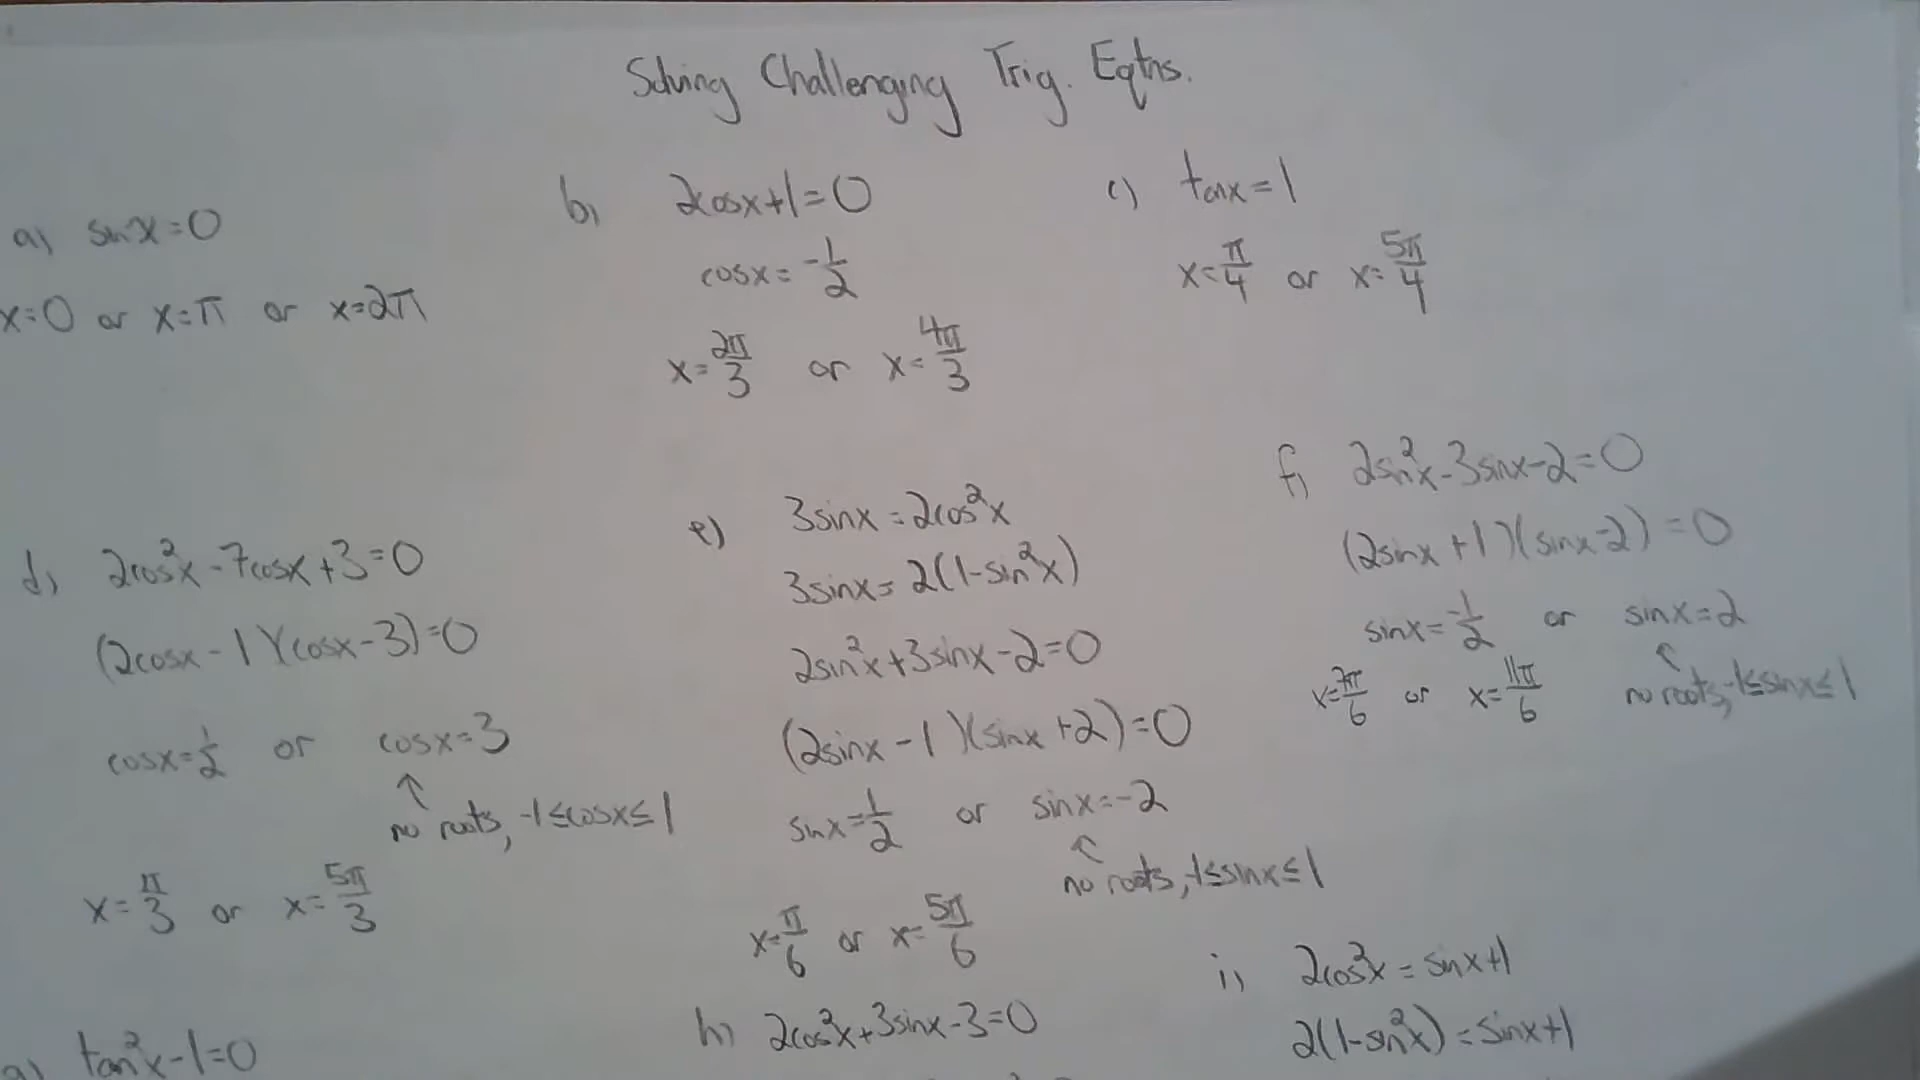 Solving Challenging Trig. Eqtns.
a) sinx=0
x=0 or x=π or x=2π
b) 2cosx+1=0
cosx=-1/2
x=2π/3 or x=4π/3
c) tanx=1
x=π/4 or x=5π/4
d) 2cos²x-7cosx+3=0
(2cosx-1)(cosx-3)=0
cosx=1/2 or cosx=3
↑
no roots, -1≤cosx≤1
x=π/3 or x=5π/3
e) 3sinx=2cos²x
3sinx=2(1-sin²x)
2sin²x+3sinx-2=0
(2sinx-1)(sinx+2)=0
sinx=1/2 or sinx=-2
↑
no roots, -1≤sinx≤1
x=π/6 or x=5π/6
f) 2sin²x-3sinx-2=0
(2sinx+1)(sinx-2)=0
sinx=-1/2 or sinx=2
↑
x=7π/6 or x=11π/6 no roots, -1≤sinx≤1
g) tan²x-1=0
h) 2cos²x+3sinx-3=0
i) 2cos²x=sinx+1
2(1-sin²x)=sinx+1